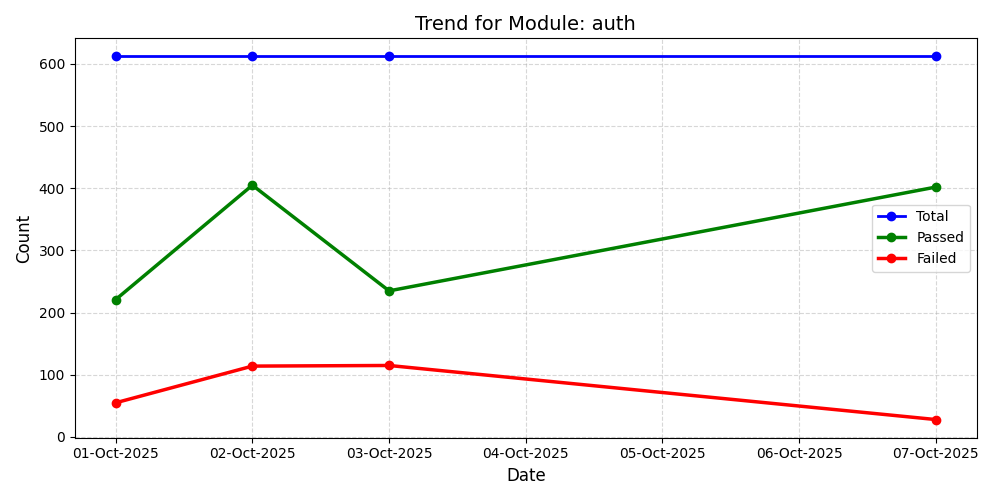 Trend for Module: auth
600
500
400
300
200
100
0
Count
Total
Passed
Failed
01-Oct-2025 02-Oct-2025 03-Oct-2025 04-Oct-2025 05-Oct-2025 06-Oct-2025 07-Oct-2025
Date